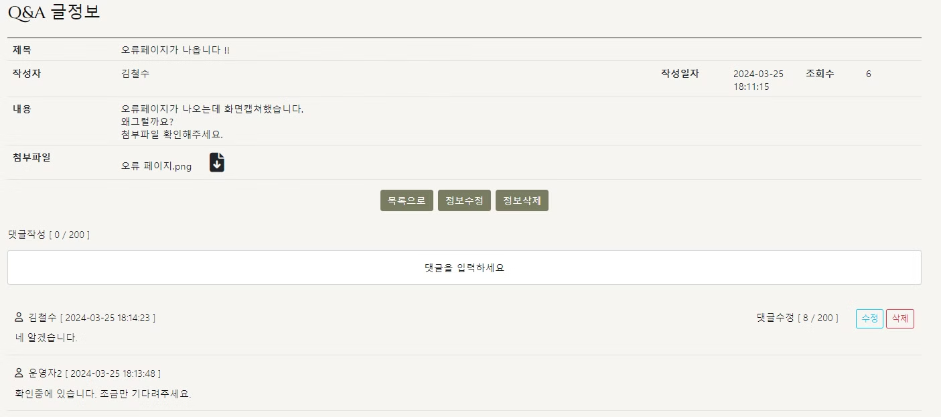 Q&A 글정보
제목 오류페이지가 나옵니다 !!
작성자 김철수 작성일자 2024-03-25 18:11:15 조회수 6
내용 오류페이지가 나오는데 화면캡쳐했습니다.
왜그럴까요?
첨부파일 확인해주세요.
첨부파일 오류 페이지.png
목록으로 정보수정 정보삭제
댓글작성 [ 0 / 200 ]
댓글을 입력하세요
김철수 [ 2024-03-25 18:14:23 ] 댓글수정 [ 8 / 200 ] 수정 삭제
네 알겠습니다.
운영자2 [ 2024-03-25 18:13:48 ]
확인중에 있습니다. 조금만 기다려주세요.